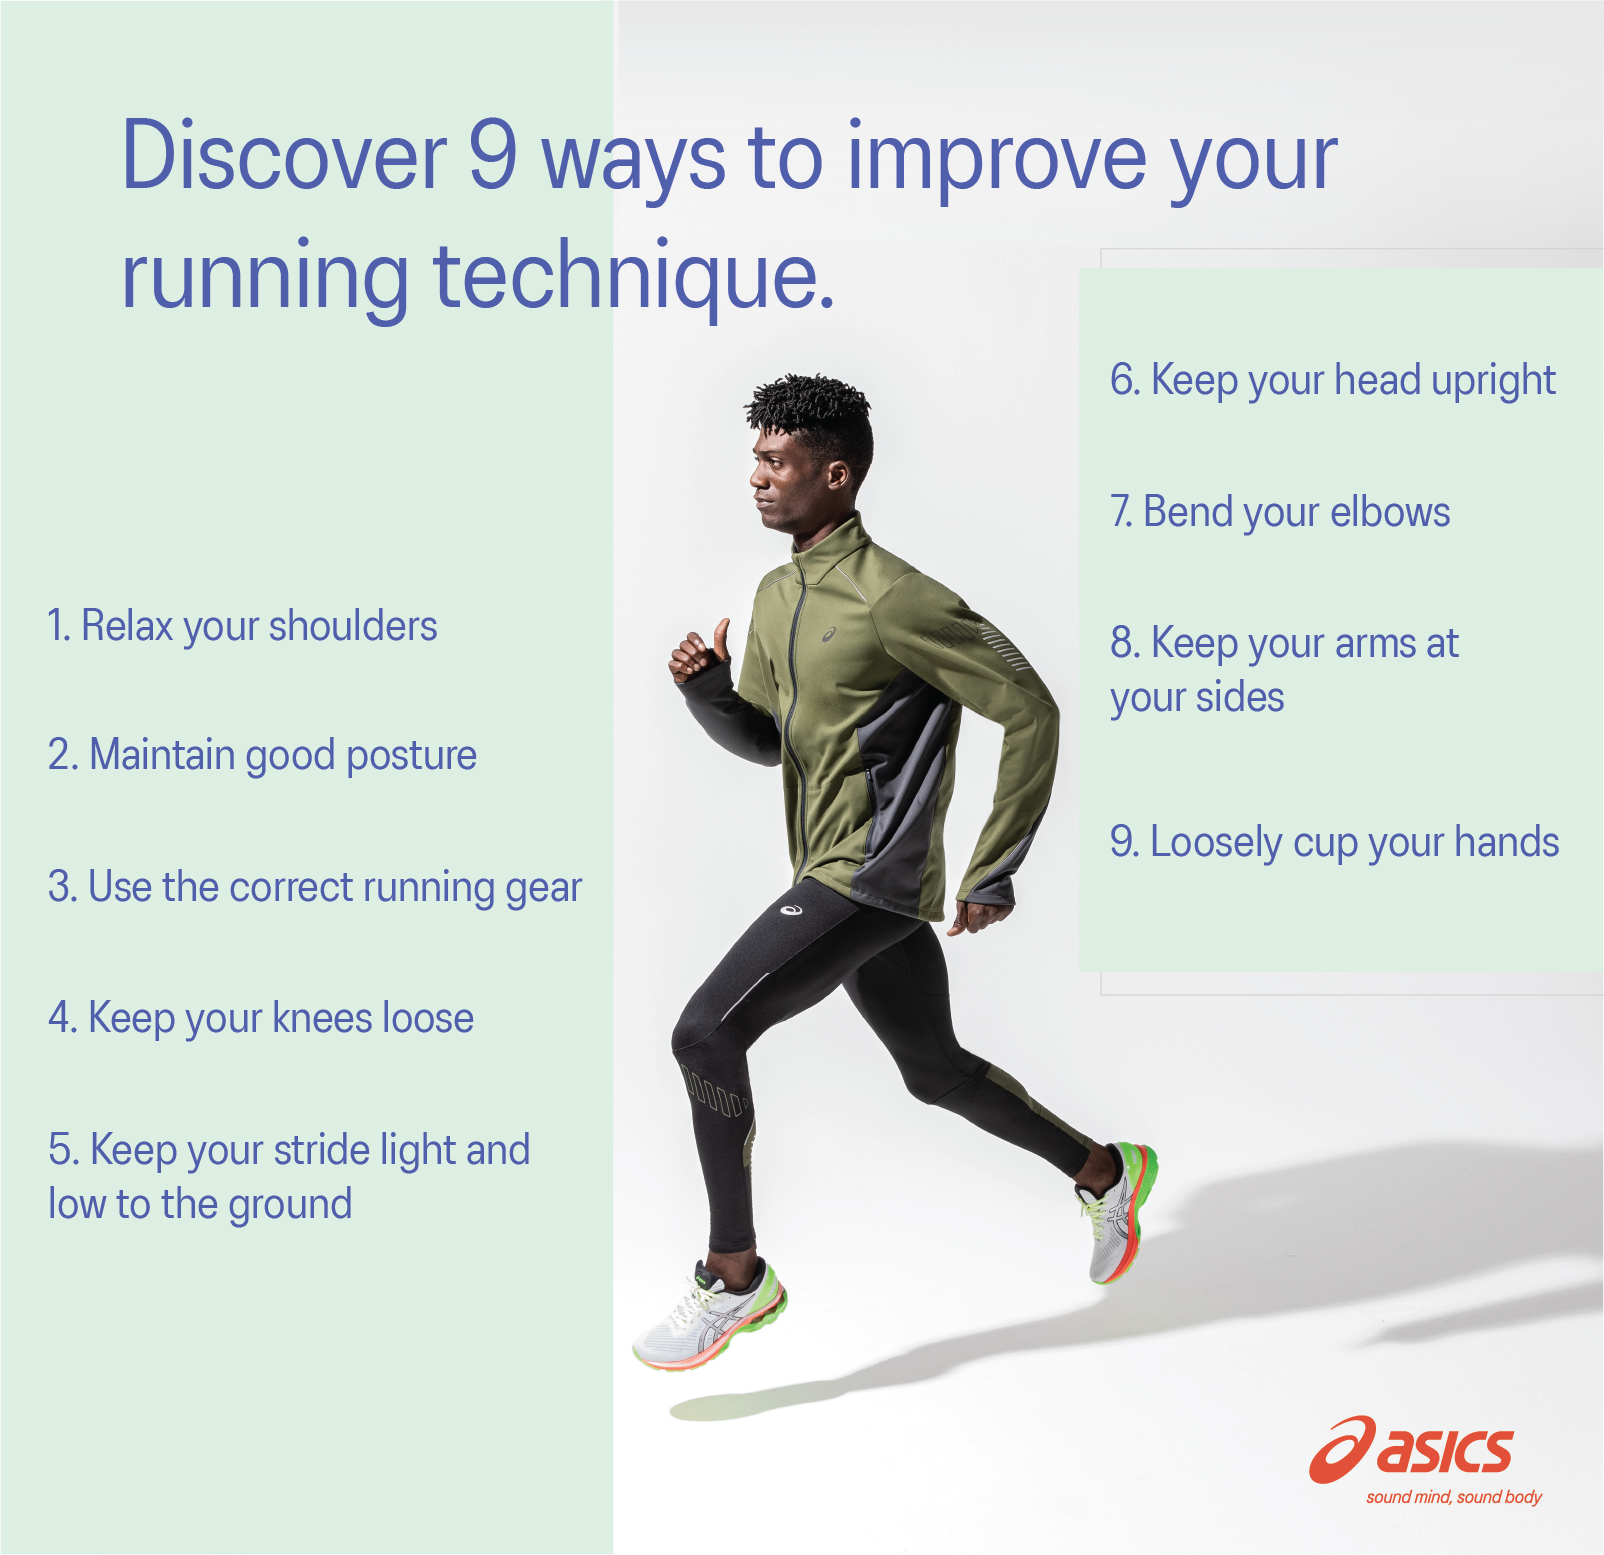 Discover 9 ways to improve your
running technique.
1. Relax your shoulders
2. Maintain good posture
3. Use the correct running gear
4. Keep your knees loose
5. Keep your stride light and
low to the ground
6. Keep your head upright
7. Bend your elbows
8. Keep your arms at
your sides
9. Loosely cup your hands
asics
sound mind, sound body